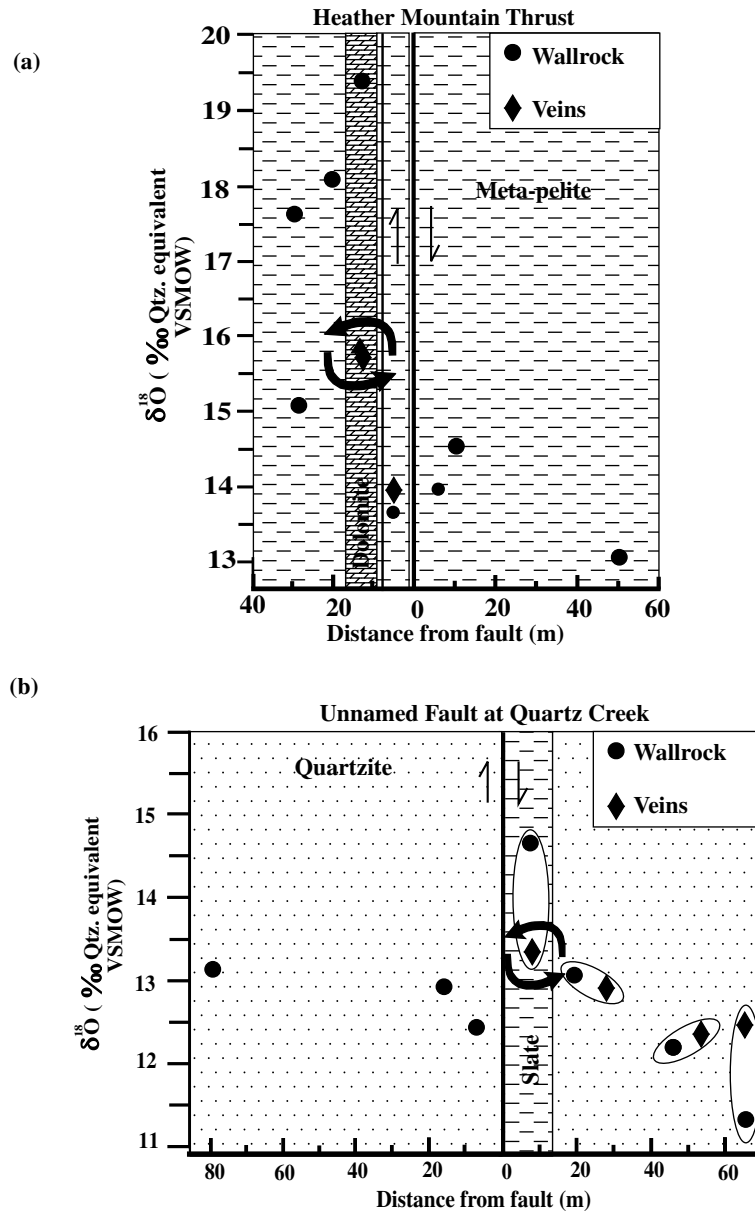 (a)
Heather Mountain Thrust
Wallrock
Veins
Meta-pelite
Dolomite
δ18O ( ‰ Qtz. equivalent
VSMOW)
20
19
18
17
16
15
14
13
40 20 0 20 40 60
Distance from fault (m)
(b)
Unnamed Fault at Quartz Creek
Quartzite
Wallrock
Veins
Slate
δ18O ( ‰ Qtz. equivalent
VSMOW)
16
15
14
13
12
11
80 60 40 20 0 20 40 60
Distance from fault (m)